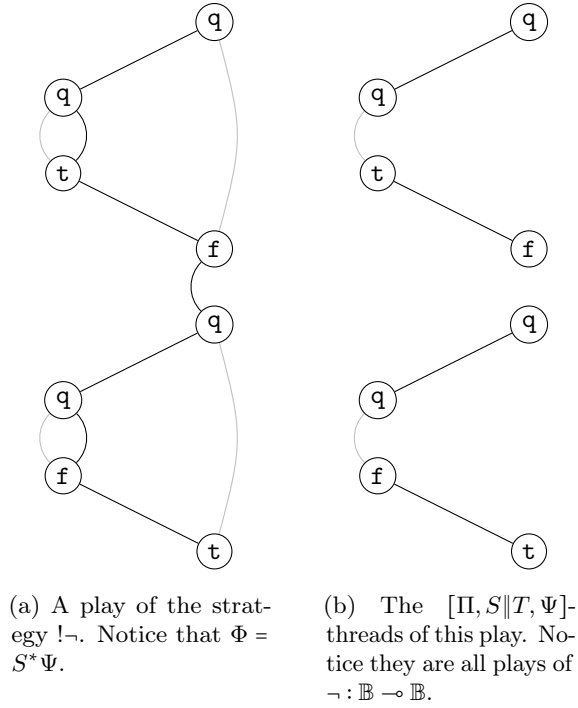 q
q
q
q
t
t
f
f
q
q
q
q
f
f
t
t
(a) A play of the strat-
egy !¬. Notice that Φ =
S*Ψ.
(b) The [Π, S‖T, Ψ]-
threads of this play. No-
tice they are all plays of
¬ : 𝔹 ⊸ 𝔹.